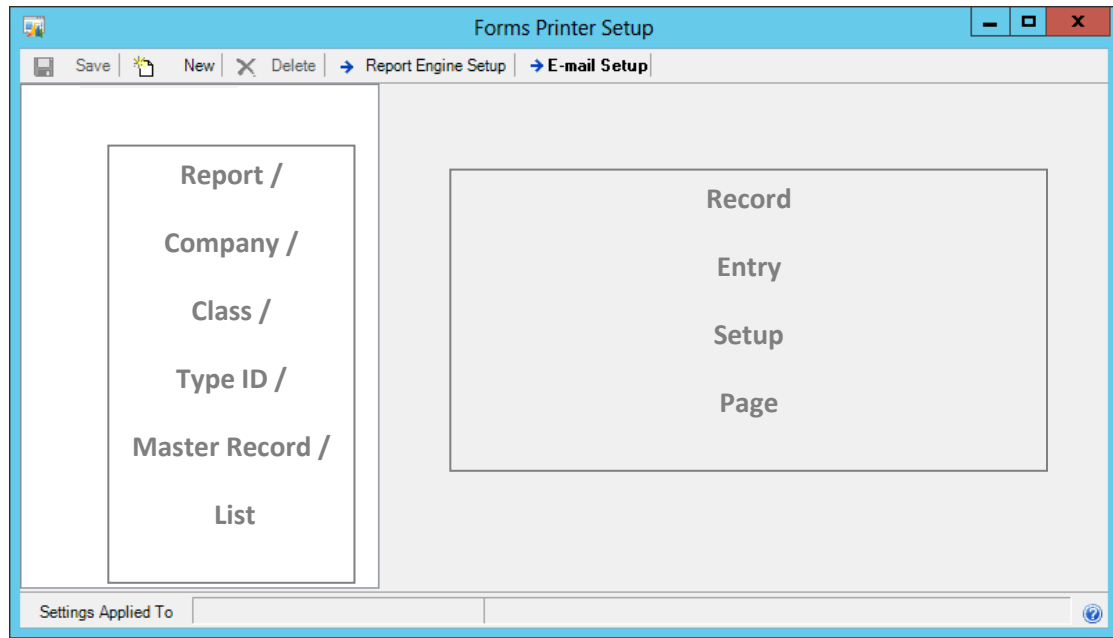 Forms Printer Setup
Save New Delete Report Engine Setup E-mail Setup
Report /
Company /
Class /
Type ID /
Master Record /
List
Record
Entry
Setup
Page
Settings Applied To